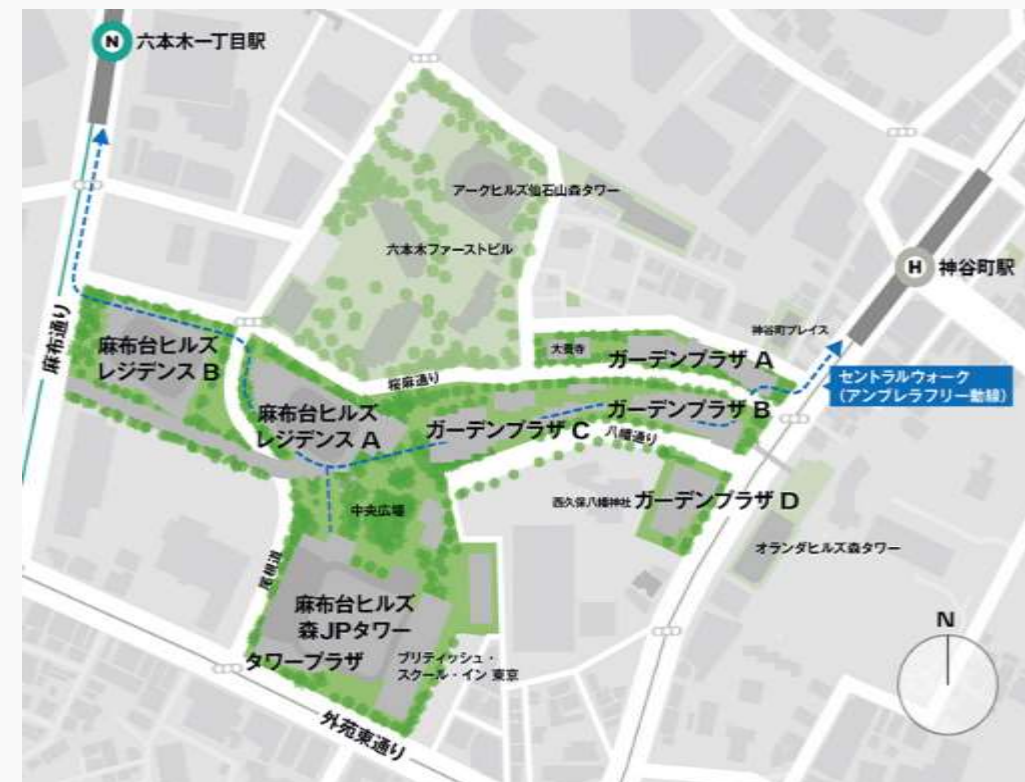 N 六本木一丁目駅
アークヒルズ仙石山森タワー
六本木ファーストビル
H 神谷町駅
麻布通り
麻布台ヒルズ
レジデンス B
神谷町プレイス
大養寺
ガーデンプラザ A
桜麻通り
セントラルウォーク
(アンブレラフリー動線)
麻布台ヒルズ
レジデンス A
ガーデンプラザ B
ガーデンプラザ C
八幡通り
西久保八幡神社
ガーデンプラザ D
中央広場
オランダヒルズ森タワー
尾根道
麻布台ヒルズ
森JPタワー
タワープラザ
ブリティッシュ・
スクール・イン 東京
外苑東通り
N